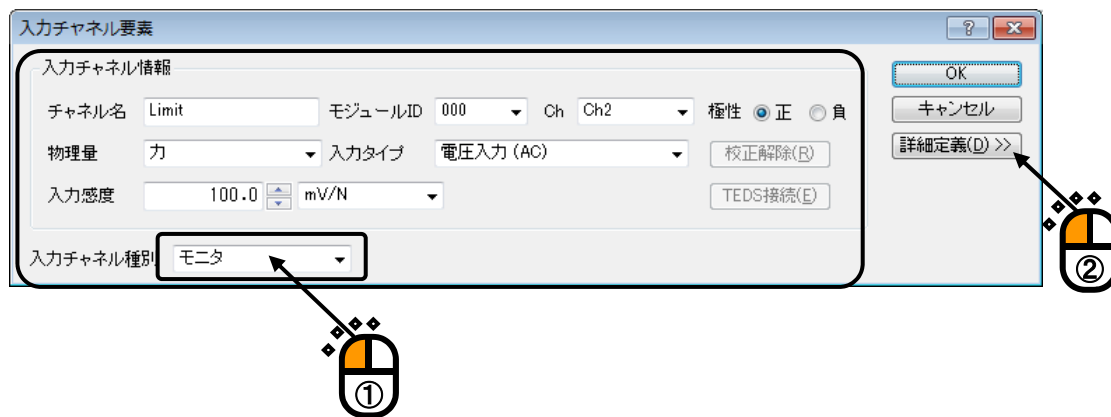 入力チャネル要素
入力チャネル情報
チャネル名 Limit モジュールID 000 Ch Ch2 極性 正 負
物理量 力 入力タイプ 電圧入力 (AC) 校正解除(R)
入力感度 100.0 mV/N TEDS接続(E)
入力チャネル種別 モニタ
OK
キャンセル
詳細定義(D) >>
①
②